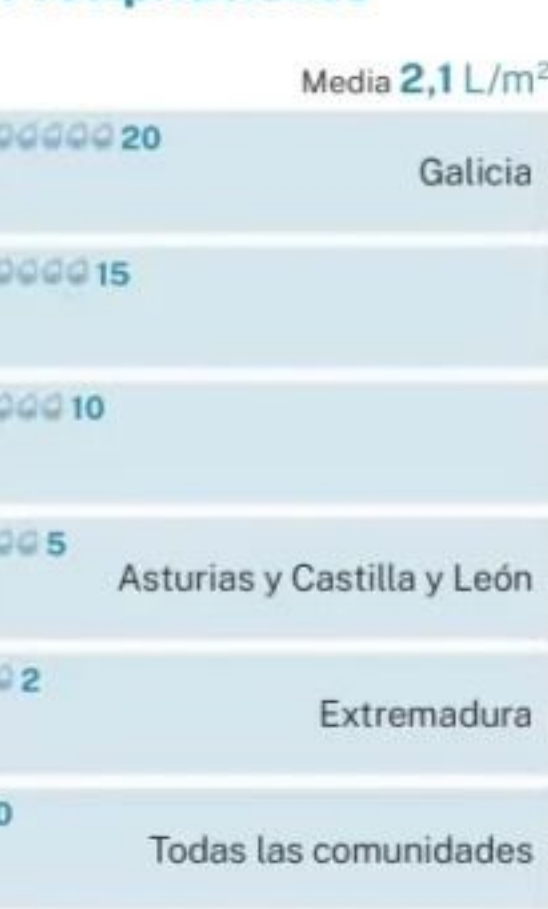 Media 2,1 L/m²
20
Galicia
15
10
5
Asturias y Castilla y León
2
Extremadura
0
Todas las comunidades